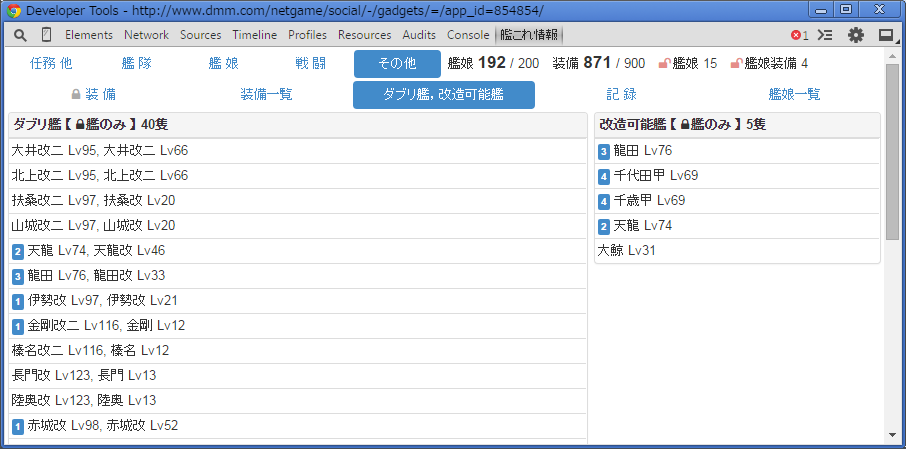 Developer Tools - http://www.dmm.com/netgame/social/-/gadgets/=/app_id=854854/
Elements Network Sources Timeline Profiles Resources Audits Console 艦これ情報 1
任務 他 艦 隊 艦 娘 戦 闘 その他 艦娘 192 / 200 装備 871 / 900 艦娘 15 艦娘装備 4
装 備 装備一覧 ダブリ艦, 改造可能艦 記 録 艦娘一覧
ダブリ艦【艦のみ】40隻
大井改二 Lv95, 大井改二 Lv66
北上改二 Lv95, 北上改二 Lv66
扶桑改二 Lv97, 扶桑改 Lv20
山城改二 Lv97, 山城改 Lv20
2 天龍 Lv74, 天龍改 Lv46
3 龍田 Lv76, 龍田改 Lv33
1 伊勢改 Lv97, 伊勢改 Lv21
1 金剛改二 Lv116, 金剛 Lv12
榛名改二 Lv116, 榛名 Lv12
長門改 Lv123, 長門 Lv13
陸奥改 Lv123, 陸奥 Lv13
1 赤城改 Lv98, 赤城改 Lv52
改造可能艦【艦のみ】5隻
3 龍田 Lv76
4 千代田甲 Lv69
4 千歳甲 Lv69
2 天龍 Lv74
大鯨 Lv31